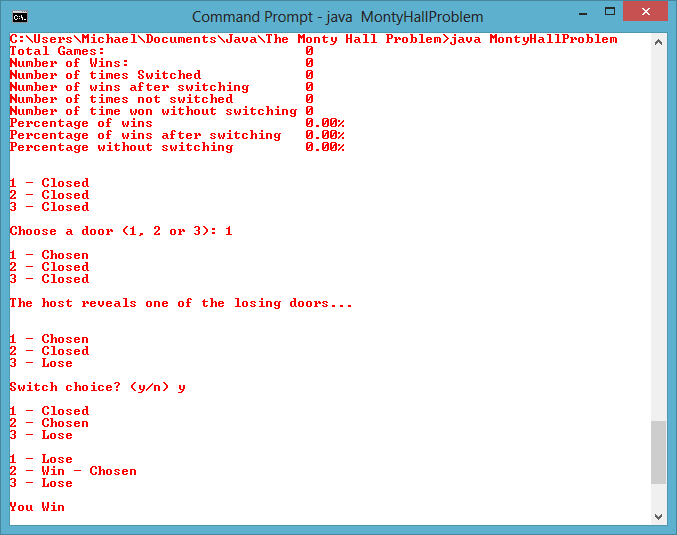 Command Prompt - java MontyHallProblem
C:\Users\Michael\Documents\Java\The Monty Hall Problem>java MontyHallProblem
Total Games: 0
Number of Wins: 0
Number of times Switched 0
Number of wins after switching 0
Number of times not switched 0
Number of time won without switching 0
Percentage of wins 0.00%
Percentage of wins after switching 0.00%
Percentage without switching 0.00%
1 - Closed
2 - Closed
3 - Closed
Choose a door (1, 2 or 3): 1
1 - Chosen
2 - Closed
3 - Closed
The host reveals one of the losing doors...
1 - Chosen
2 - Closed
3 - Lose
Switch choice? (y/n) y
1 - Closed
2 - Chosen
3 - Lose
1 - Lose
2 - Win - Chosen
3 - Lose
You Win